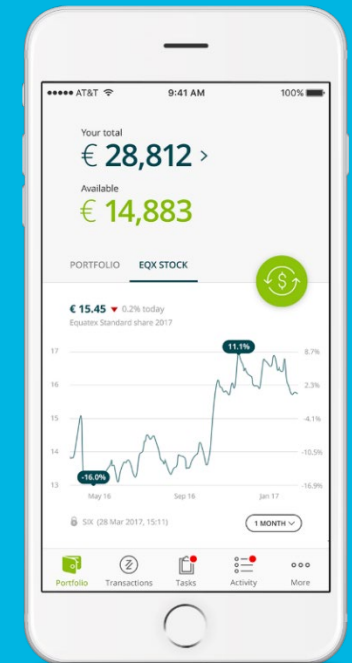 AT&T 9:41 AM 100%
Your total
€ 28,812 >
Available
€ 14,883
PORTFOLIO EQX STOCK
$
€ 15.45 ▼ 0.2% today
Equatex Standard share 2017
11.1%
17 8.7%
16 2.3%
15 -4.1%
14 -10.5%
13 -16.9%
-16.0%
May 16 Sep 16 Jan 17
SIX (28 Mar 2017, 15:11) 1 MONTH
Portfolio Transactions Tasks Activity More